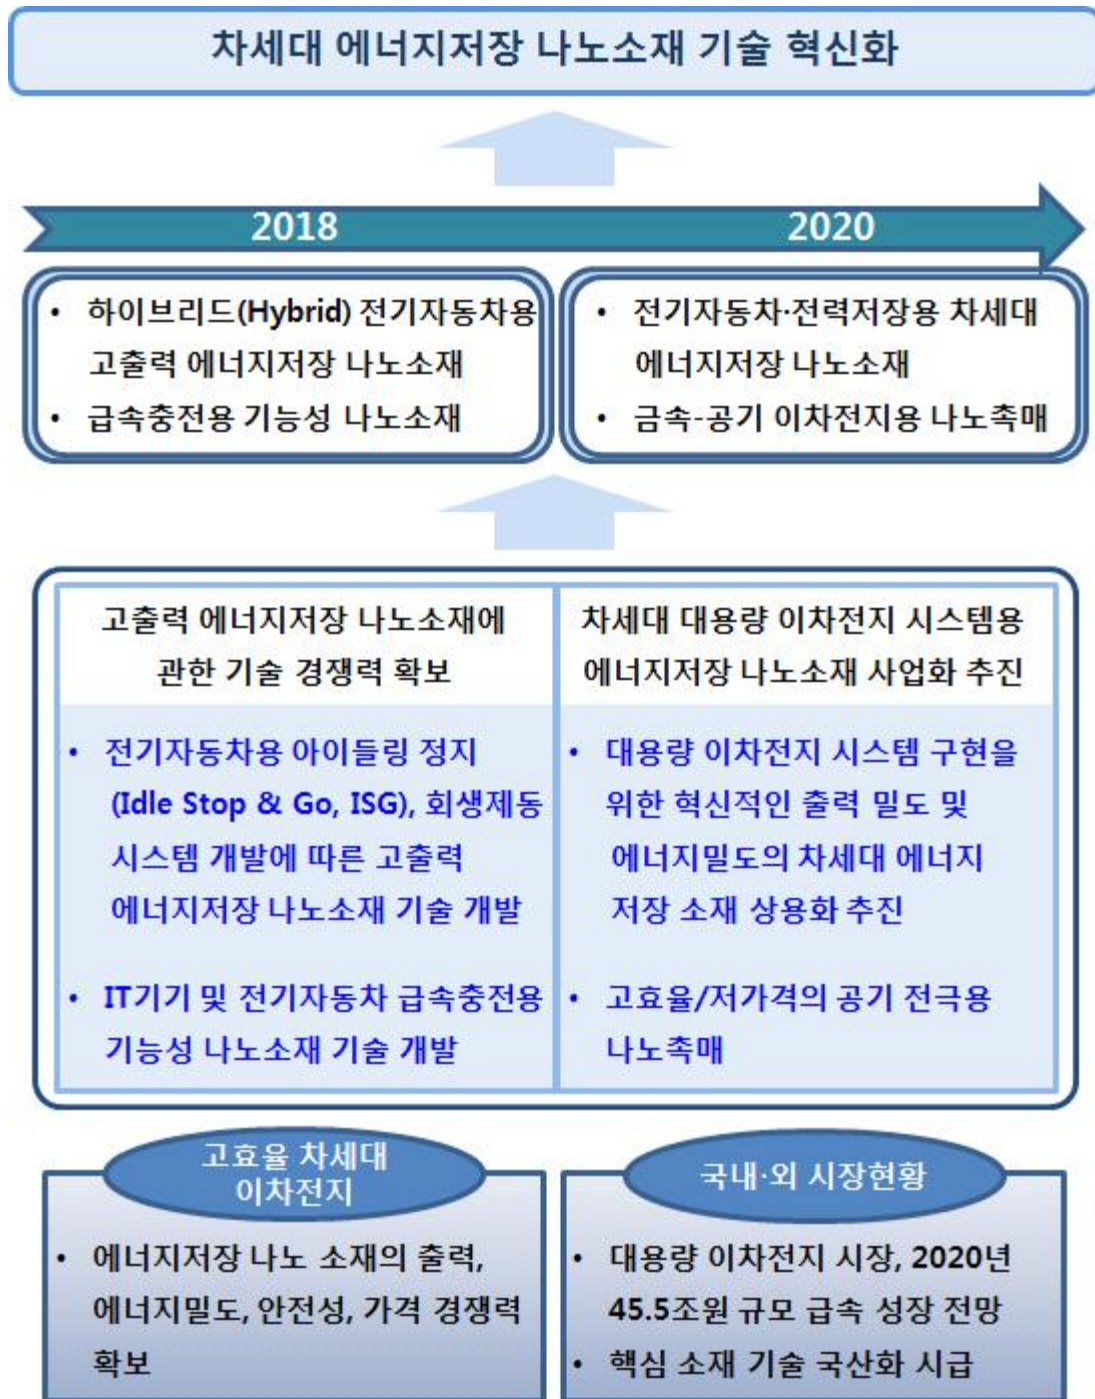 차세대 에너지저장 나노소재 기술 혁신화
2018
2020
• 하이브리드(Hybrid) 전기자동차용
고출력 에너지저장 나노소재
• 급속충전용 기능성 나노소재
• 전기자동차·전력저장용 차세대
에너지저장 나노소재
• 금속-공기 이차전지용 나노촉매
고출력 에너지저장 나노소재에
관한 기술 경쟁력 확보
• 전기자동차용 아이들링 정지
(Idle Stop & Go, ISG), 회생제동
시스템 개발에 따른 고출력
에너지저장 나노소재 기술 개발
• IT기기 및 전기자동차 급속충전용
기능성 나노소재 기술 개발
차세대 대용량 이차전지 시스템용
에너지저장 나노소재 사업화 추진
• 대용량 이차전지 시스템 구현을
위한 혁신적인 출력 밀도 및
에너지밀도의 차세대 에너지
저장 소재 상용화 추진
• 고효율/저가격의 공기 전극용
나노촉매
고효율 차세대
이차전지
• 에너지저장 나노 소재의 출력,
에너지밀도, 안전성, 가격 경쟁력
확보
국내·외 시장현황
• 대용량 이차전지 시장, 2020년
45.5조원 규모 급속 성장 전망
• 핵심 소재 기술 국산화 시급